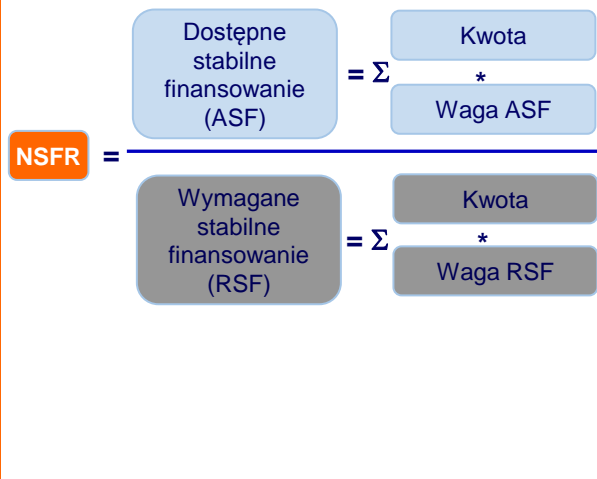 Dostępne
stabilne
finansowanie
(ASF)
= Σ
Kwota
*
Waga ASF
NSFR =
Wymagane
stabilne
finansowanie
(RSF)
= Σ
Kwota
*
Waga RSF